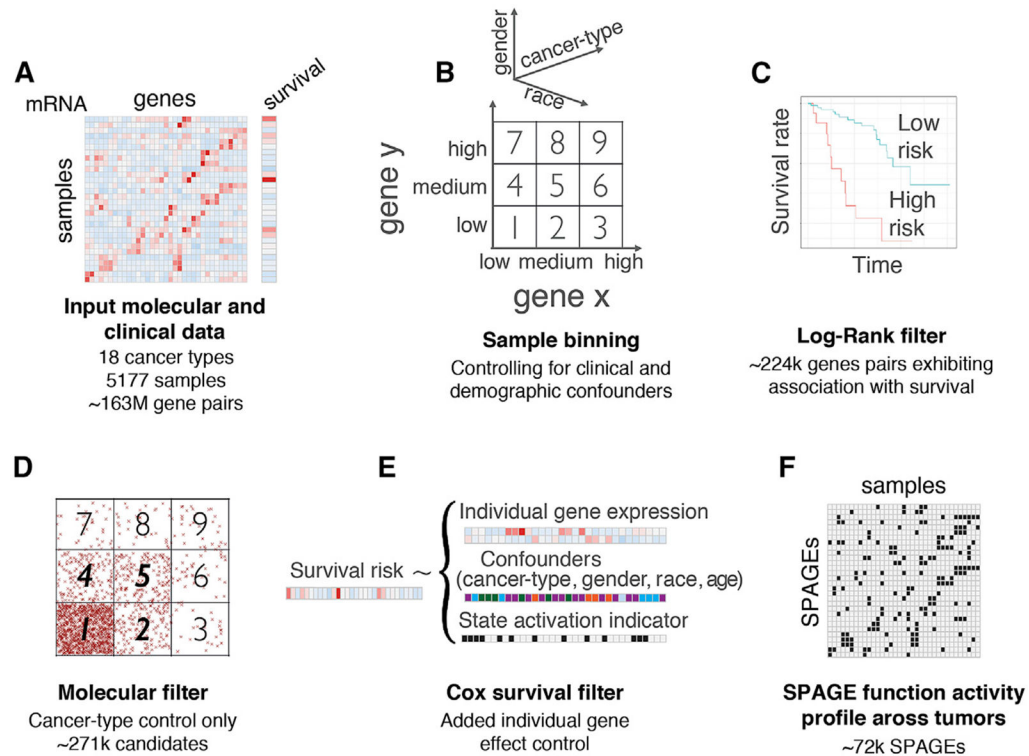 A
mRNA
genes
survival
samples
Input molecular and
clinical data
18 cancer types
5177 samples
~163M gene pairs
B
gender
cancer-type
race
gene y
high
medium
low
7 8 9
4 5 6
1 2 3
low medium high
gene x
Sample binning
Controlling for clinical and
demographic confounders
C
Survival rate
Low
risk
High
risk
Time
Log-Rank filter
~224k genes pairs exhibiting
association with survival
D
7 8 9
4 5 6
1 2 3
Molecular filter
Cancer-type control only
~271k candidates
E
Survival risk ~
Individual gene expression
Confounders
(cancer-type, gender, race, age)
State activation indicator
Cox survival filter
Added individual gene
effect control
F
samples
SPAGEs
SPAGE function activity
profile aross tumors
~72k SPAGEs